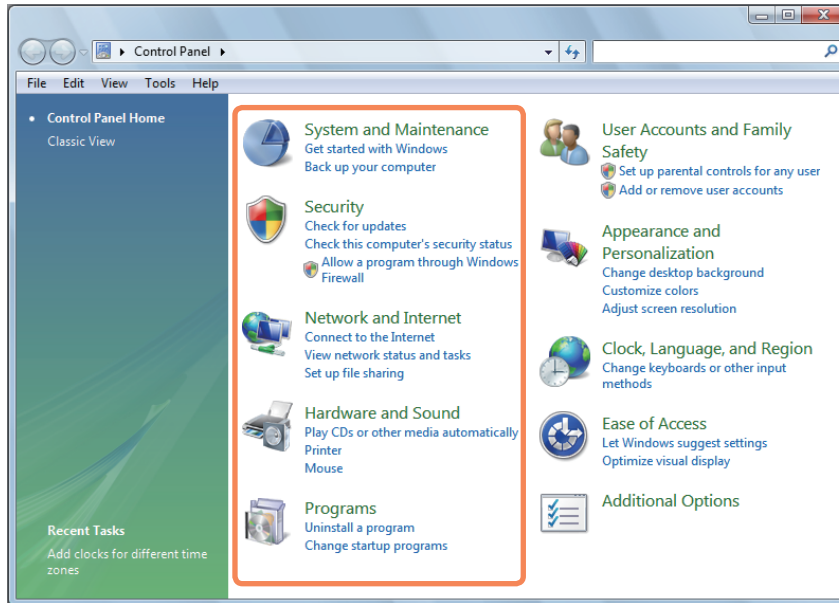 Control Panel
File Edit View Tools Help
Control Panel Home
Classic View
Recent Tasks
Add clocks for different time
zones
System and Maintenance
Get started with Windows
Back up your computer
Security
Check for updates
Check this computer's security status
Allow a program through Windows
Firewall
Network and Internet
Connect to the Internet
View network status and tasks
Set up file sharing
Hardware and Sound
Play CDs or other media automatically
Printer
Mouse
Programs
Uninstall a program
Change startup programs
User Accounts and Family
Safety
Set up parental controls for any user
Add or remove user accounts
Appearance and
Personalization
Change desktop background
Customize colors
Adjust screen resolution
Clock, Language, and Region
Change keyboards or other input
methods
Ease of Access
Let Windows suggest settings
Optimize visual display
Additional Options